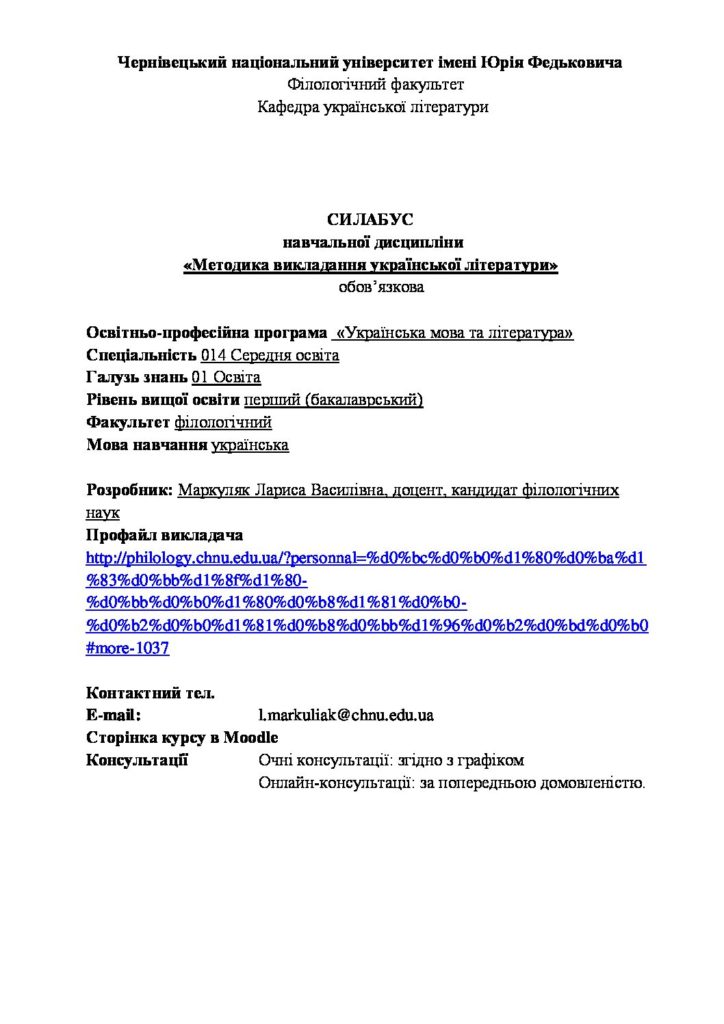 Чернівецький національний університет імені Юрія Федьковича
Філологічний факультет
Кафедра української літератури
СИЛАБУС
навчальної дисципліни
«Методика викладання української літератури»
обов’язкова
Освітньо-професійна програма «Українська мова та література»
Спеціальність 014 Середня освіта
Галузь знань 01 Освіта
Рівень вищої освіти перший (бакалаврський)
Факультет філологічний
Мова навчання українська
Розробник: Маркуляк Лариса Василівна, доцент, кандидат філологічних
наук
Профайл викладача
http://philology.chnu.edu.ua/?personnal=%d0%bc%d0%b0%d1%80%d0%ba%d1
%83%d0%bb%d1%8f%d1%80-
%d0%bb%d0%b0%d1%80%d0%b8%d1%81%d0%b0-
%d0%b2%d0%b0%d1%81%d0%b8%d0%bb%d1%96%d0%b2%d0%bd%d0%b0
#more-1037
Контактний тел.
E-mail: l.markuliak@chnu.edu.ua
Сторінка курсу в Moodle
Консультації Очні консультації: згідно з графіком
Онлайн-консультації: за попередньою домовленістю.